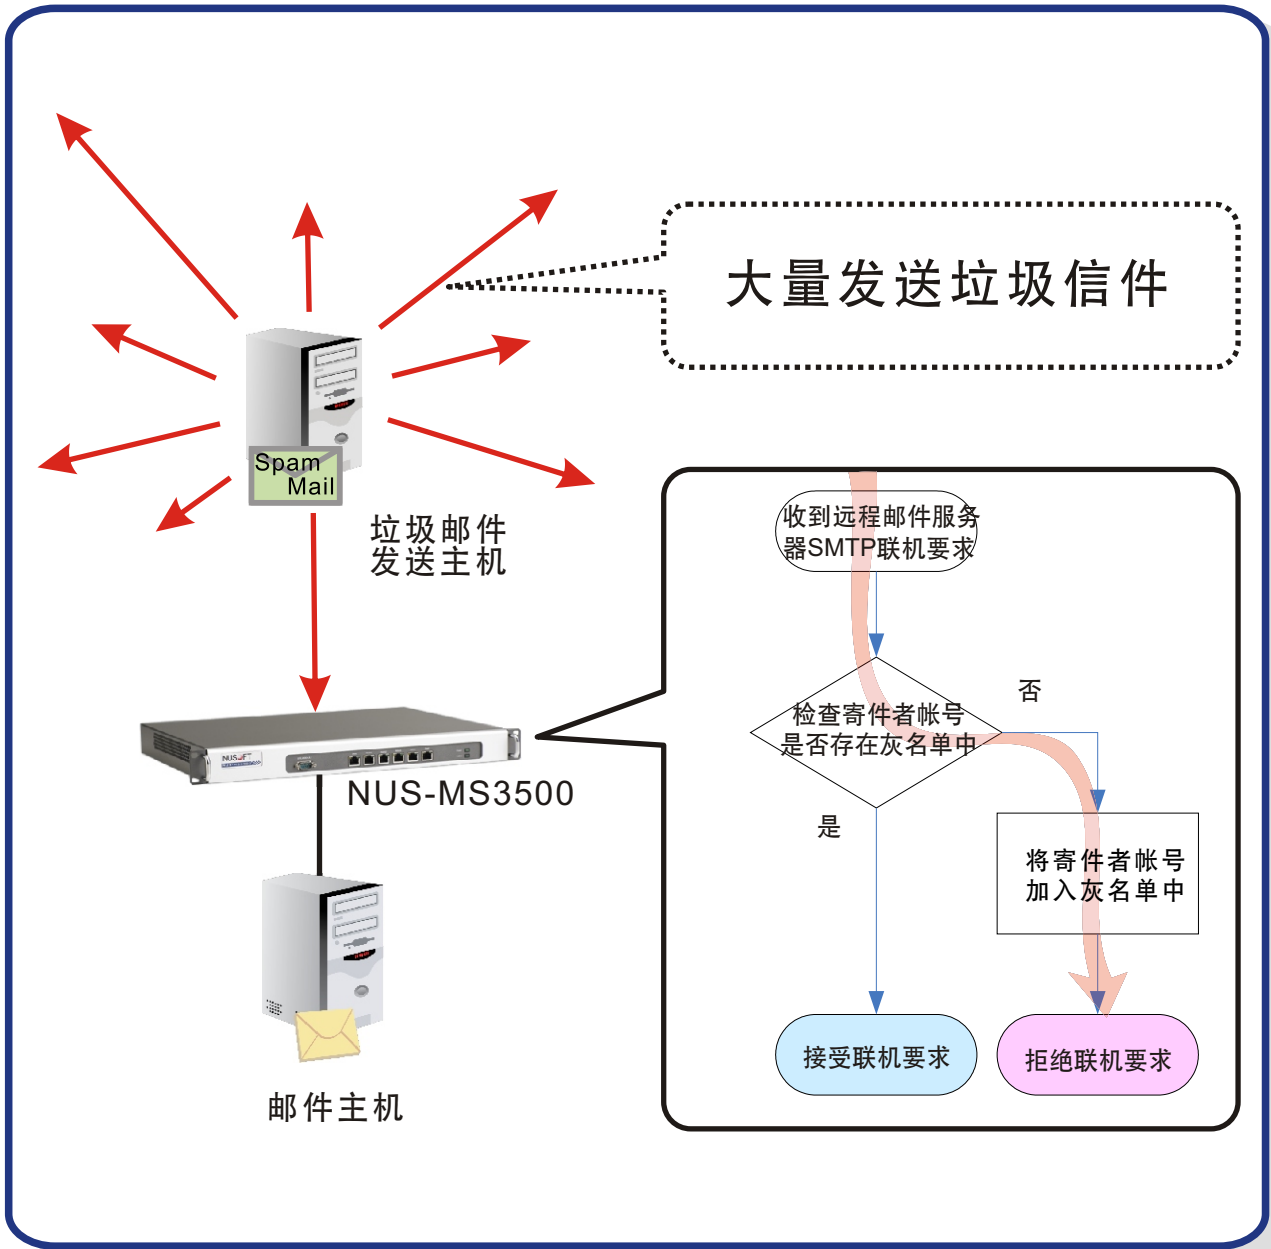 大量发送垃圾信件
Spam
Mail
垃圾邮件
发送主机
收到远程邮件服务
器SMTP联机要求
检查寄件者帐号
是否存在灰名单中
否
是
NUSOFT
NUS-MS3500
将寄件者帐号
加入灰名单中
接受联机要求
拒绝联机要求
邮件主机